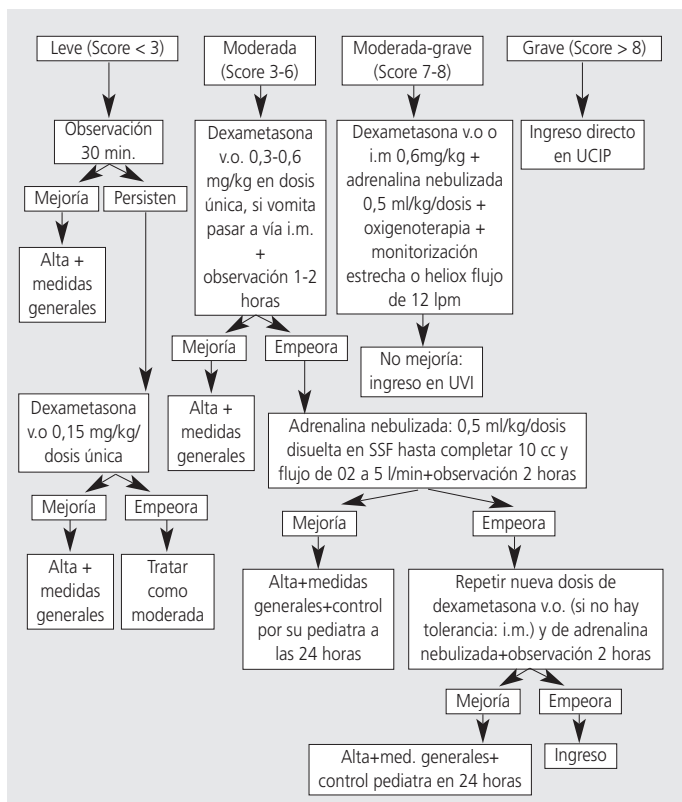 Leve (Score < 3)
Moderada
(Score 3-6)
Moderada-grave
(Score 7-8)
Grave (Score > 8)
Observación
30 min.
Dexametasona
v.o. 0,3-0,6
mg/kg en dosis
única, si vomita
pasar a vía i.m.
+
observación 1-2
horas
Dexametasona v.o o
i.m 0,6mg/kg +
adrenalina nebulizada
0,5 ml/kg/dosis +
oxigenoterapia +
monitorización
estrecha o heliox flujo
de 12 lpm
Ingreso directo
en UCIP
Mejoría
Persisten
Alta +
medidas
generales
Mejoría
Empeora
No mejoría:
ingreso en UVI
Dexametasona
v.o 0,15 mg/kg/
dosis única
Alta +
medidas
generales
Adrenalina nebulizada: 0,5 ml/kg/dosis
disuelta en SSF hasta completar 10 cc y
flujo de 02 a 5 l/min+observación 2 horas
Mejoría
Empeora
Mejoría
Empeora
Alta +
medidas
generales
Tratar
como
moderada
Alta+medidas
generales+control
por su pediatra a
las 24 horas
Repetir nueva dosis de
dexametasona v.o. (si no hay
tolerancia: i.m.) y de adrenalina
nebulizada+observación 2 horas
Mejoría
Empeora
Alta+med. generales+
control pediatra en 24 horas
Ingreso